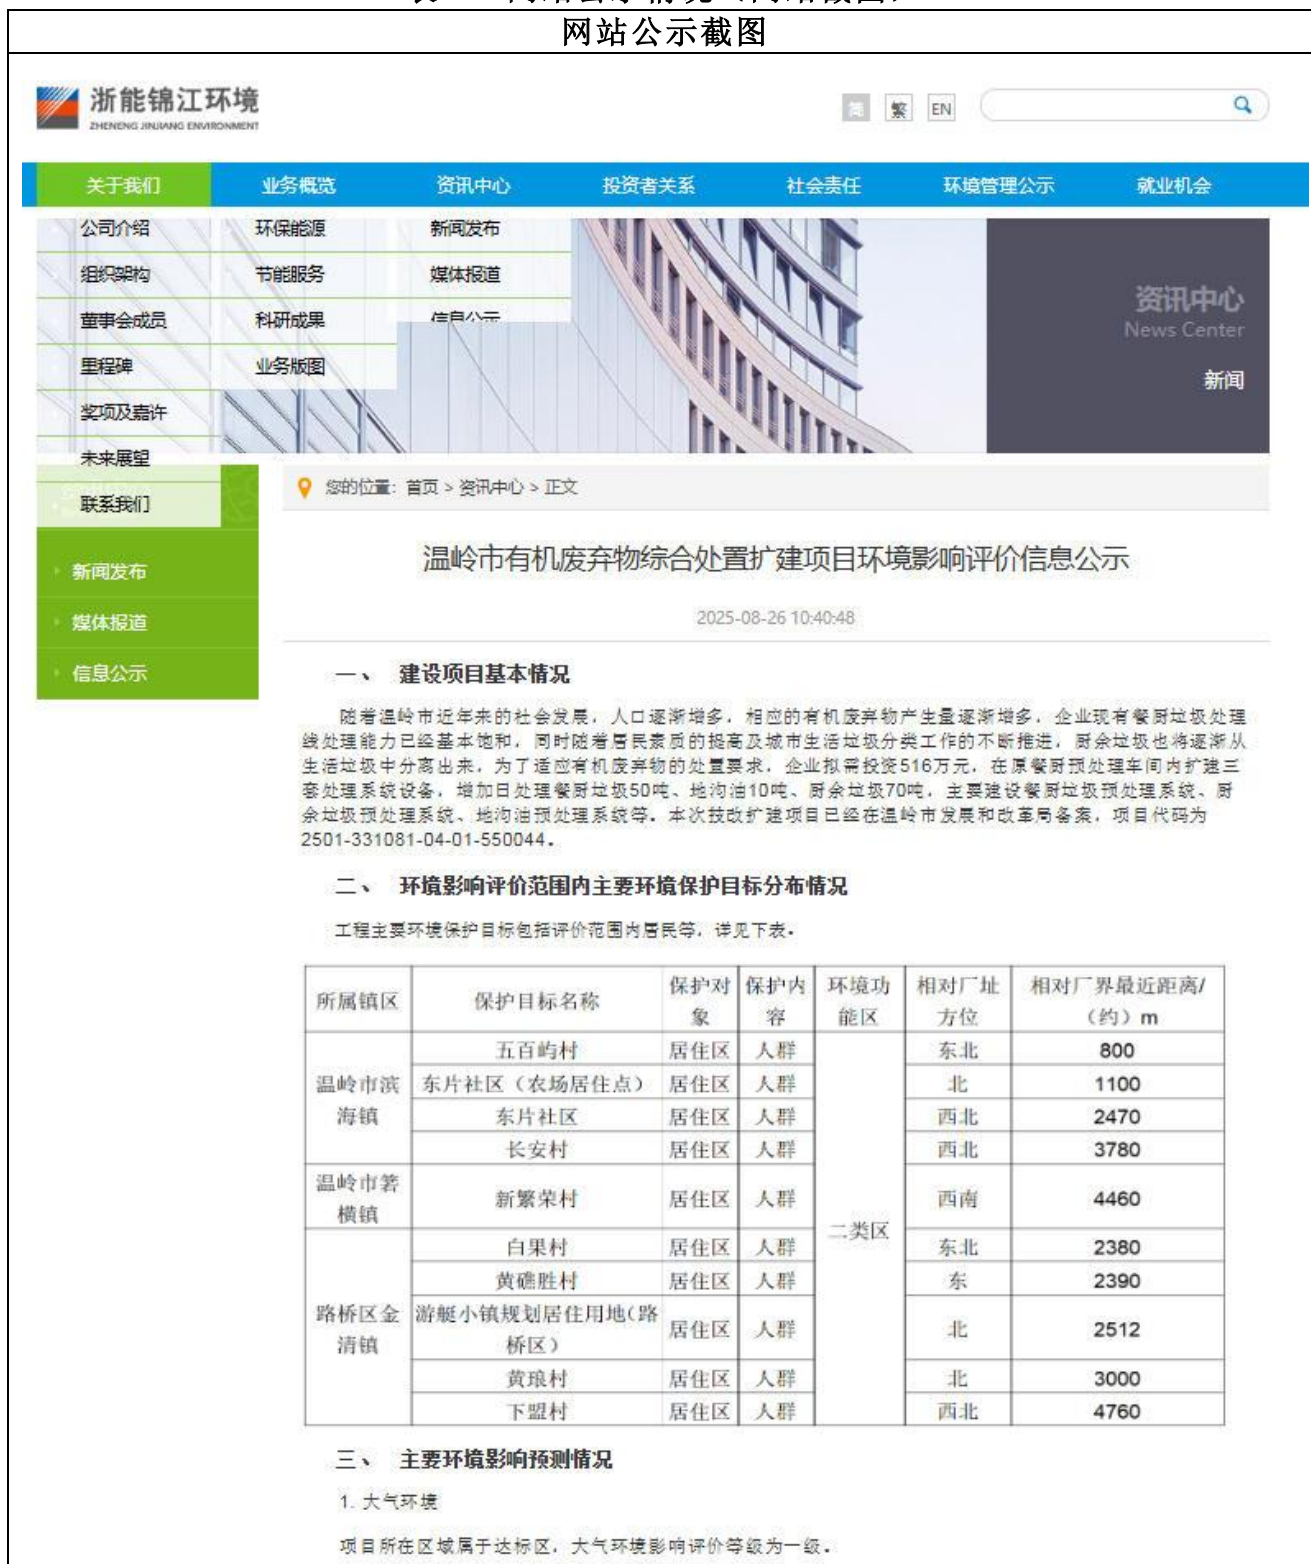 网站公示截图
浙能锦江环境
ZHENENG JINJIANG ENVIRONMENT
简 繁 EN
关于我们 业务概览 资讯中心 投资者关系 社会责任 环境管理公示 就业机会
公司介绍 环保能源 新闻发布
组织架构 节能服务 媒体报道
董事会成员 科研成果 信息公示
里程碑 业务版图
奖项及嘉许
未来展望
联系我们
资讯中心
News Center
新闻
新闻发布
媒体报道
信息公示
您的位置：首页 > 资讯中心 > 正文
温岭市有机废弃物综合处置扩建项目环境影响评价信息公示
2025-08-26 10:40:48
一、 建设项目基本情况
随着温岭市近年来的社会发展，人口逐渐增多，相应的有机废弃物产生量逐渐增多，企业现有餐厨垃圾处理
线处理能力已经基本饱和，同时随着居民素质的提高及城市生活垃圾分类工作的不断推进，厨余垃圾也将逐渐从
生活垃圾中分离出来，为了适应有机废弃物的处置要求，企业拟需投资516万元，在原餐厨预处理车间内扩建三
套处理系统设备，增加日处理餐厨垃圾50吨、地沟油10吨、厨余垃圾70吨，主要建设餐厨垃圾预处理系统、厨
余垃圾预处理系统、地沟油预处理系统等。本次技改扩建项目已经在温岭市发展和改革局备案，项目代码为
2501-331081-04-01-550044。
二、 环境影响评价范围内主要环境保护目标分布情况
工程主要环境保护目标包括评价范围内居民等，详见下表。
所属镇区 保护目标名称 保护对象 保护内容 环境功能区 相对厂址方位 相对厂界最近距离/（约）m
温岭市滨海镇 五百屿村 居住区 人群 二类区 东北 800
东片社区（农场居住点） 居住区 人群 北 1100
东片社区 居住区 人群 西北 2470
长安村 居住区 人群 西北 3780
温岭市箬横镇 新繁荣村 居住区 人群 西南 4460
路桥区金清镇 白果村 居住区 人群 东北 2380
黄礁胜村 居住区 人群 东 2390
游艇小镇规划居住用地（路桥区） 居住区 人群 北 2512
黄琅村 居住区 人群 北 3000
下盟村 居住区 人群 西北 4760
三、 主要环境影响预测情况
1. 大气环境
项目所在区域属于达标区，大气环境影响评价等级为一级。